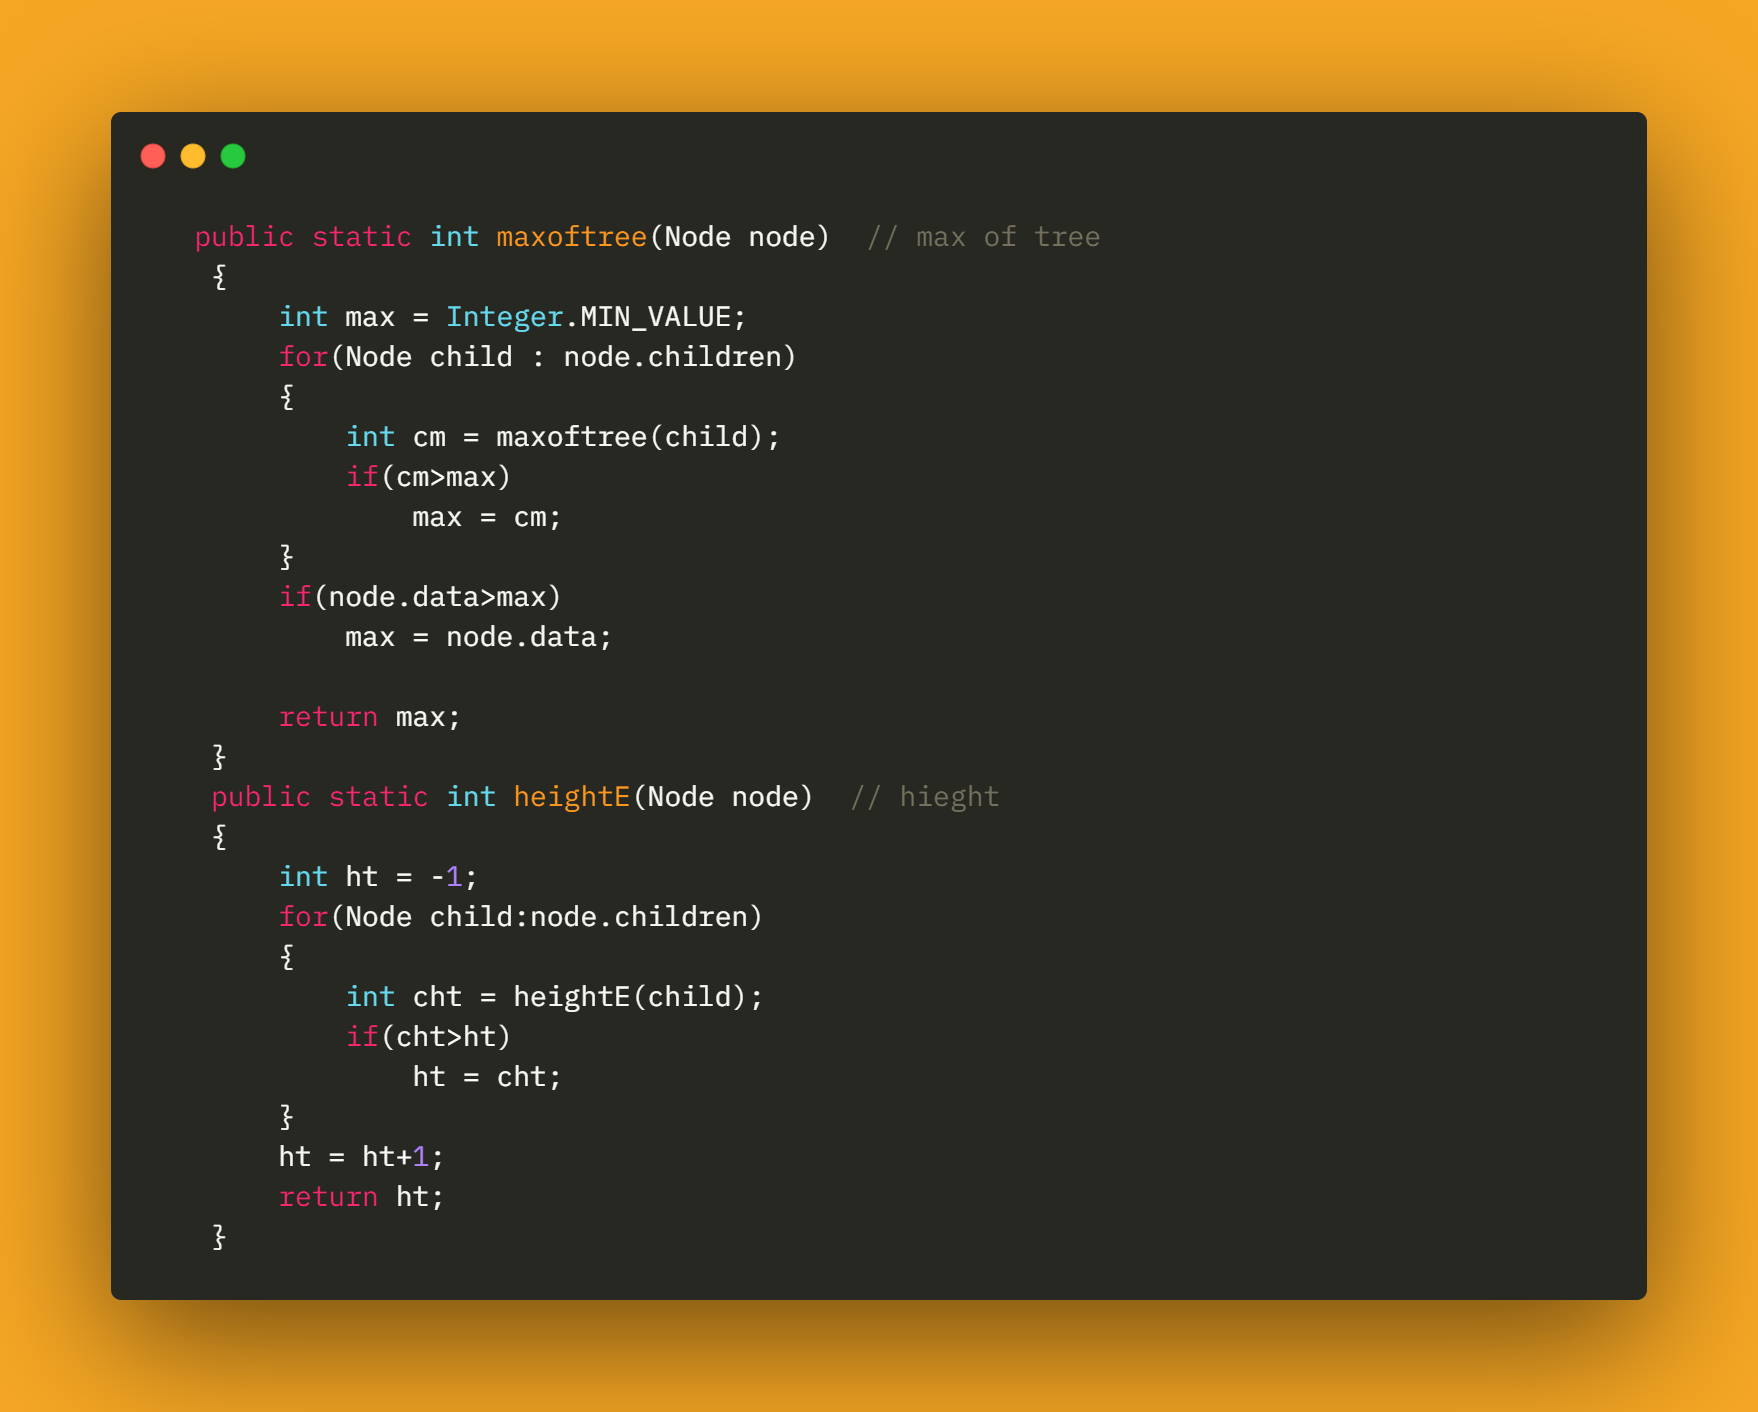 public static int maxoftree(Node node)  // max of tree
 {
     int max = Integer.MIN_VALUE;
     for(Node child : node.children)
     {
         int cm = maxoftree(child);
         if(cm>max)
             max = cm;
     }
     if(node.data>max)
         max = node.data;

     return max;
 }
 public static int heightE(Node node)  // hieght
 {
     int ht = -1;
     for(Node child:node.children)
     {
         int cht = heightE(child);
         if(cht>ht)
             ht = cht;
     }
     ht = ht+1;
     return ht;
 }